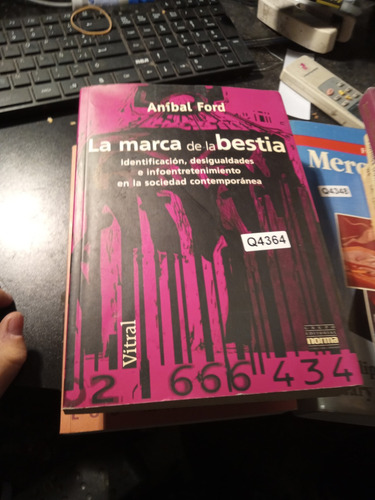 Aníbal Ford
La marca de la bestia
Identificación, desigualdades
e infoentretenimiento
en la sociedad contemporánea
Q4364
Vitral
norma
02 666 434
Merc
Q4348